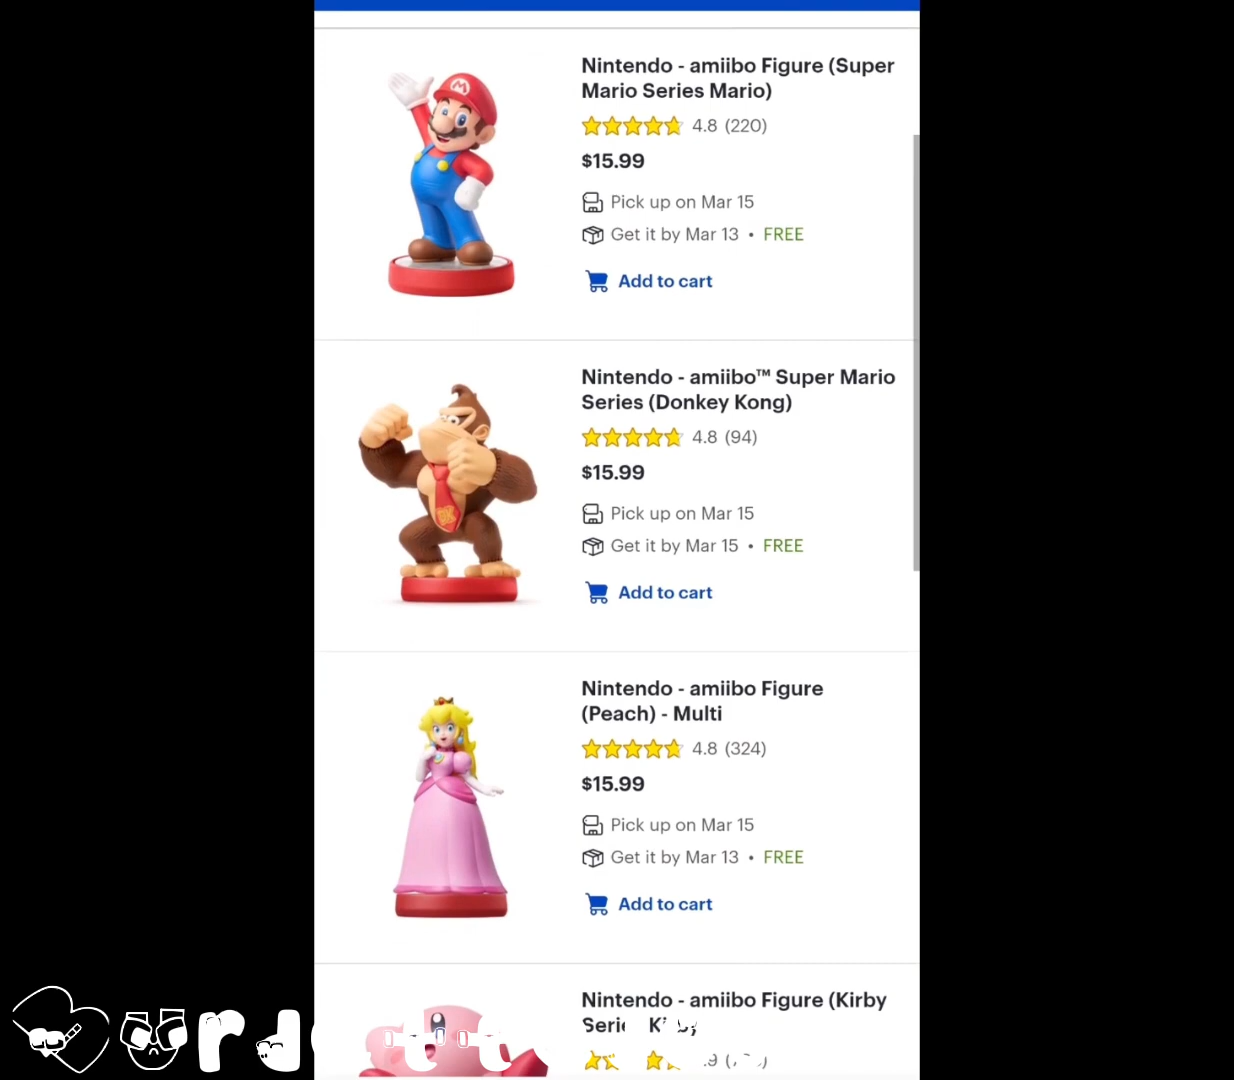 Nintendo - amiibo Figure (Super
Mario Series Mario)
4.8 (220)
$15.99
Pick up on Mar 15
Get it by Mar 13 • FREE
Add to cart
Nintendo - amiibo™ Super Mario
Series (Donkey Kong)
4.8 (94)
$15.99
Pick up on Mar 15
Get it by Mar 15 • FREE
Add to cart
Nintendo - amiibo Figure
(Peach) - Multi
4.8 (324)
$15.99
Pick up on Mar 15
Get it by Mar 13 • FREE
Add to cart
Nintendo - amiibo Figure (Kirby